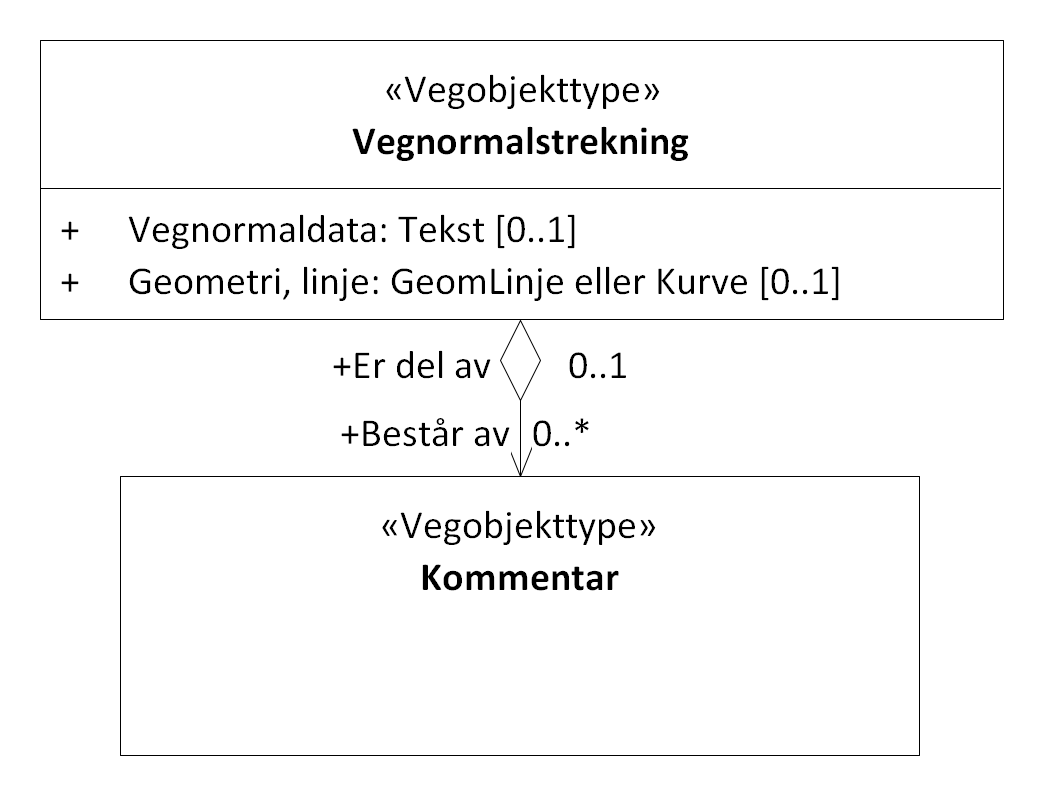 «Vegobjekttype»
Vegnormalstrekning
+ Vegnormaldata: Tekst [0..1]
+ Geometri, linje: GeomLinje eller Kurve [0..1]
+Er del av 0..1
+Består av 0..*
«Vegobjekttype»
Kommentar